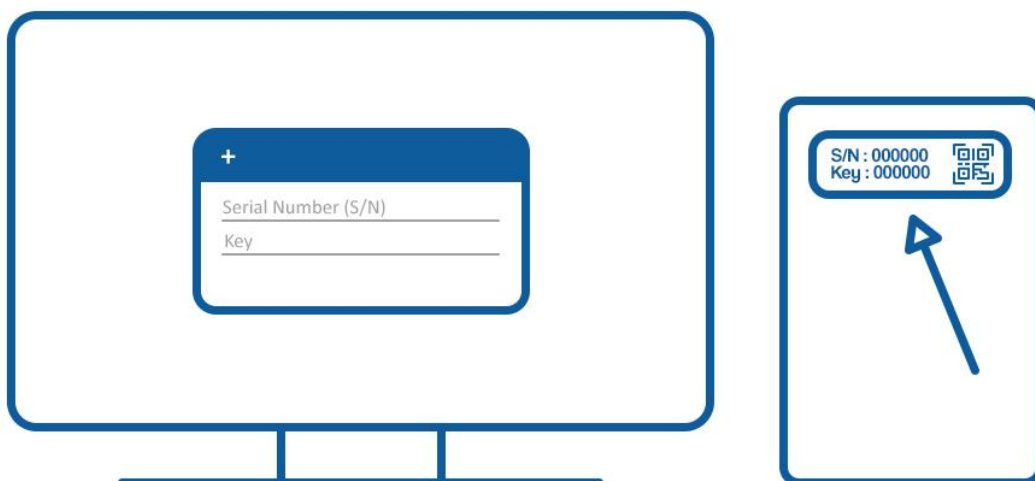 +
Serial Number (S/N)
Key
S/N : 000000
Key : 000000